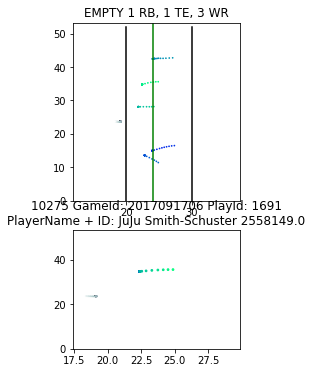 EMPTY 1 RB, 1 TE, 3 WR
50
40
30
20
10
0
20
30
10275 GameId: 2017091706 PlayId: 1691
PlayerName + ID: JuJu Smith-Schuster 2558149.0
40
20
0
17.5 20.0 22.5 25.0 27.5